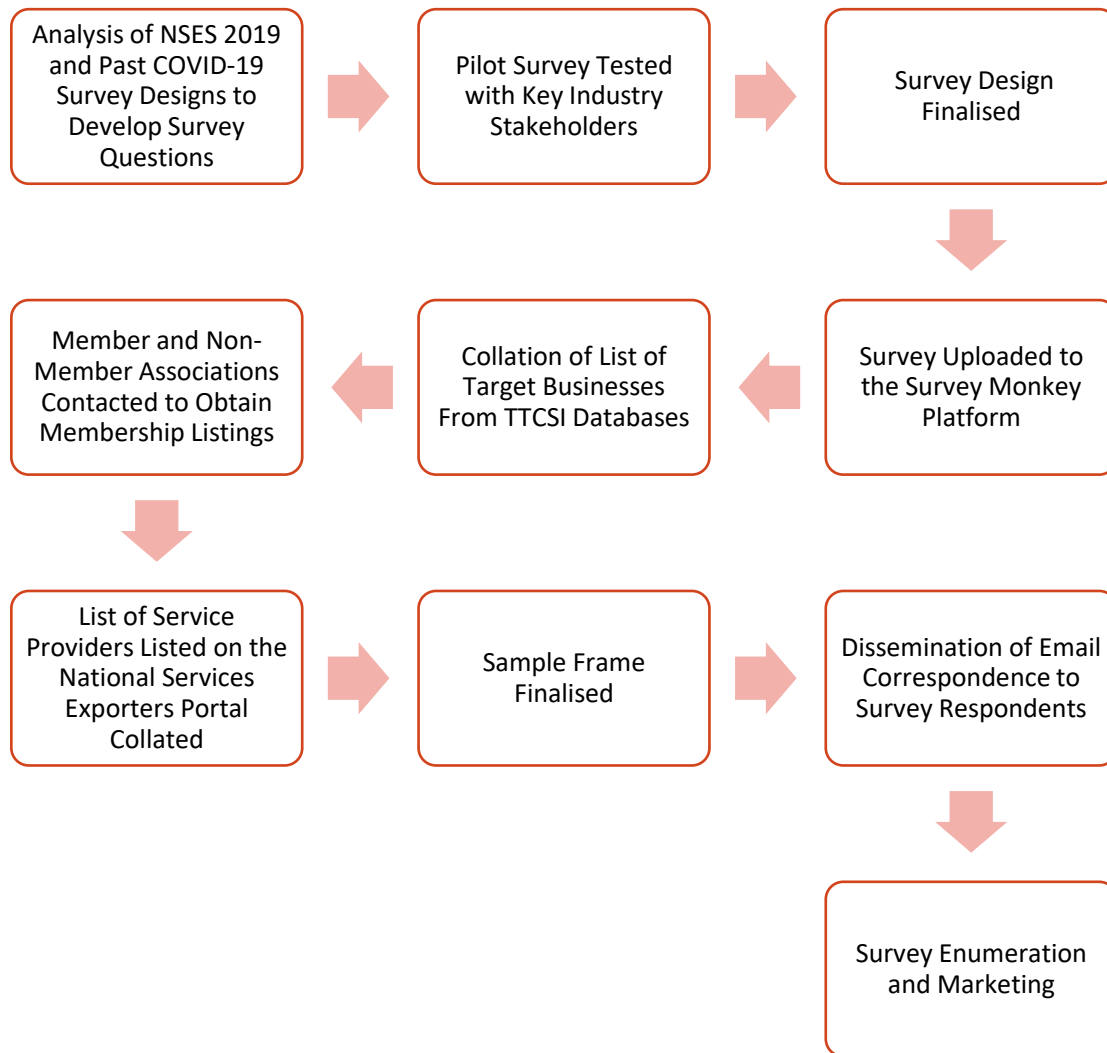 Analysis of NSES 2019
and Past COVID-19
Survey Designs to
Develop Survey
Questions
Pilot Survey Tested
with Key Industry
Stakeholders
Survey Design
Finalised
Survey Uploaded to
the Survey Monkey
Platform
Collation of List of
Target Businesses
From TTCSI Databases
Member and Non-
Member Associations
Contacted to Obtain
Membership Listings
List of Service
Providers Listed on the
National Services
Exporters Portal
Collated
Sample Frame
Finalised
Dissemination of Email
Correspondence to
Survey Respondents
Survey Enumeration
and Marketing